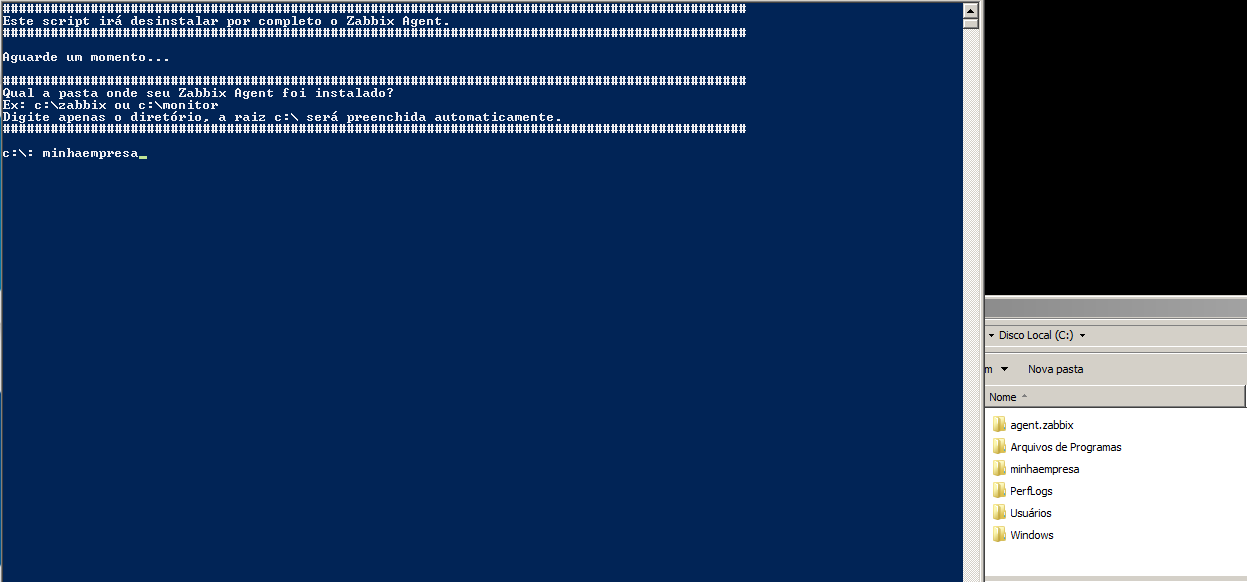 #############################################################################################
Este script irá desinstalar por completo o Zabbix Agent.
#############################################################################################
Aguarde um momento...
#############################################################################################
Qual a pasta onde seu Zabbix Agent foi instalado?
Ex: c:\zabbix ou c:\monitor
Digite apenas o diretório, a raiz c:\ será preenchida automaticamente.
#############################################################################################
c:\: minhaempresa_
Disco Local (C:)
m Nova pasta
Nome
agent.zabbix
Arquivos de Programas
minhaempresa
PerfLogs
Usuários
Windows